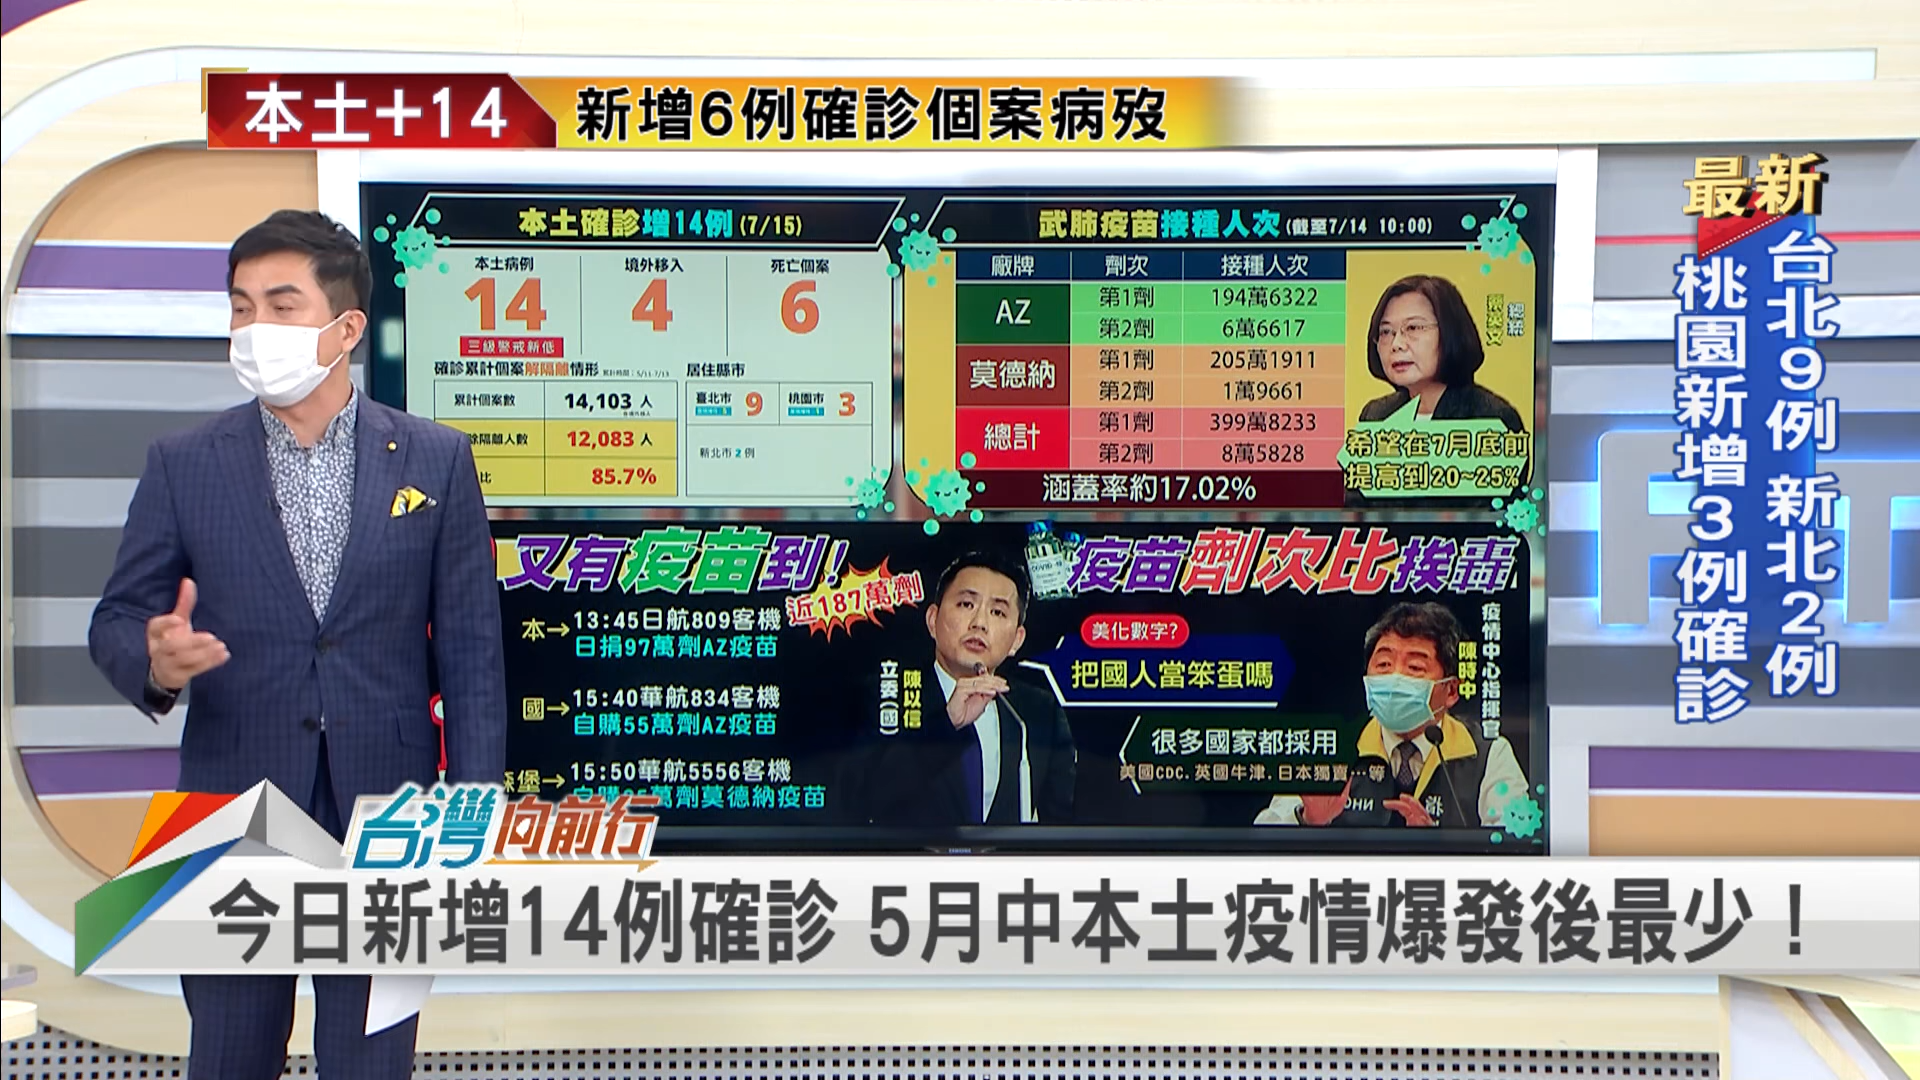 本土+14
新增6例確診個案病歿
最新
台北9例 新北2例
桃園新增3例確診
本土確診增14例(7/15)
本土病例
境外移入
死亡個案
14
4
6
三級警戒新低
確診累計個案解隔離情形
居住縣市
累計個案數
14,103 人
除隔離人數
12,083 人
比
85.7%
臺北市
9
桃園市
3
新北市 2 例
武肺疫苗接種人次(截至7/14 10:00)
廠牌 劑次 接種人次
AZ
第1劑 194萬6322
第2劑 6萬6617
莫德納
第1劑 205萬1911
第2劑 1萬9661
總計
第1劑 399萬8233
第2劑 8萬5828
涵蓋率約17.02%
總統
蔡英文
希望在7月底前
提高到20~25%
又有疫苗到!
近187萬劑
本→13:45日航809客機
日捐97萬劑AZ疫苗
國→15:40華航834客機
自購55萬劑AZ疫苗
森堡→15:50華航5556客機
自購35萬劑莫德納疫苗
疫苗劑次比挨轟
COVID-19
美化數字?
把國人當笨蛋嗎
陳以信
立委(國)
疫情中心指揮官
陳時中
很多國家都採用
美國CDC.英國牛津.日本獨賣…等
台灣向前行
今日新增14例確診 5月中本土疫情爆發後最少!